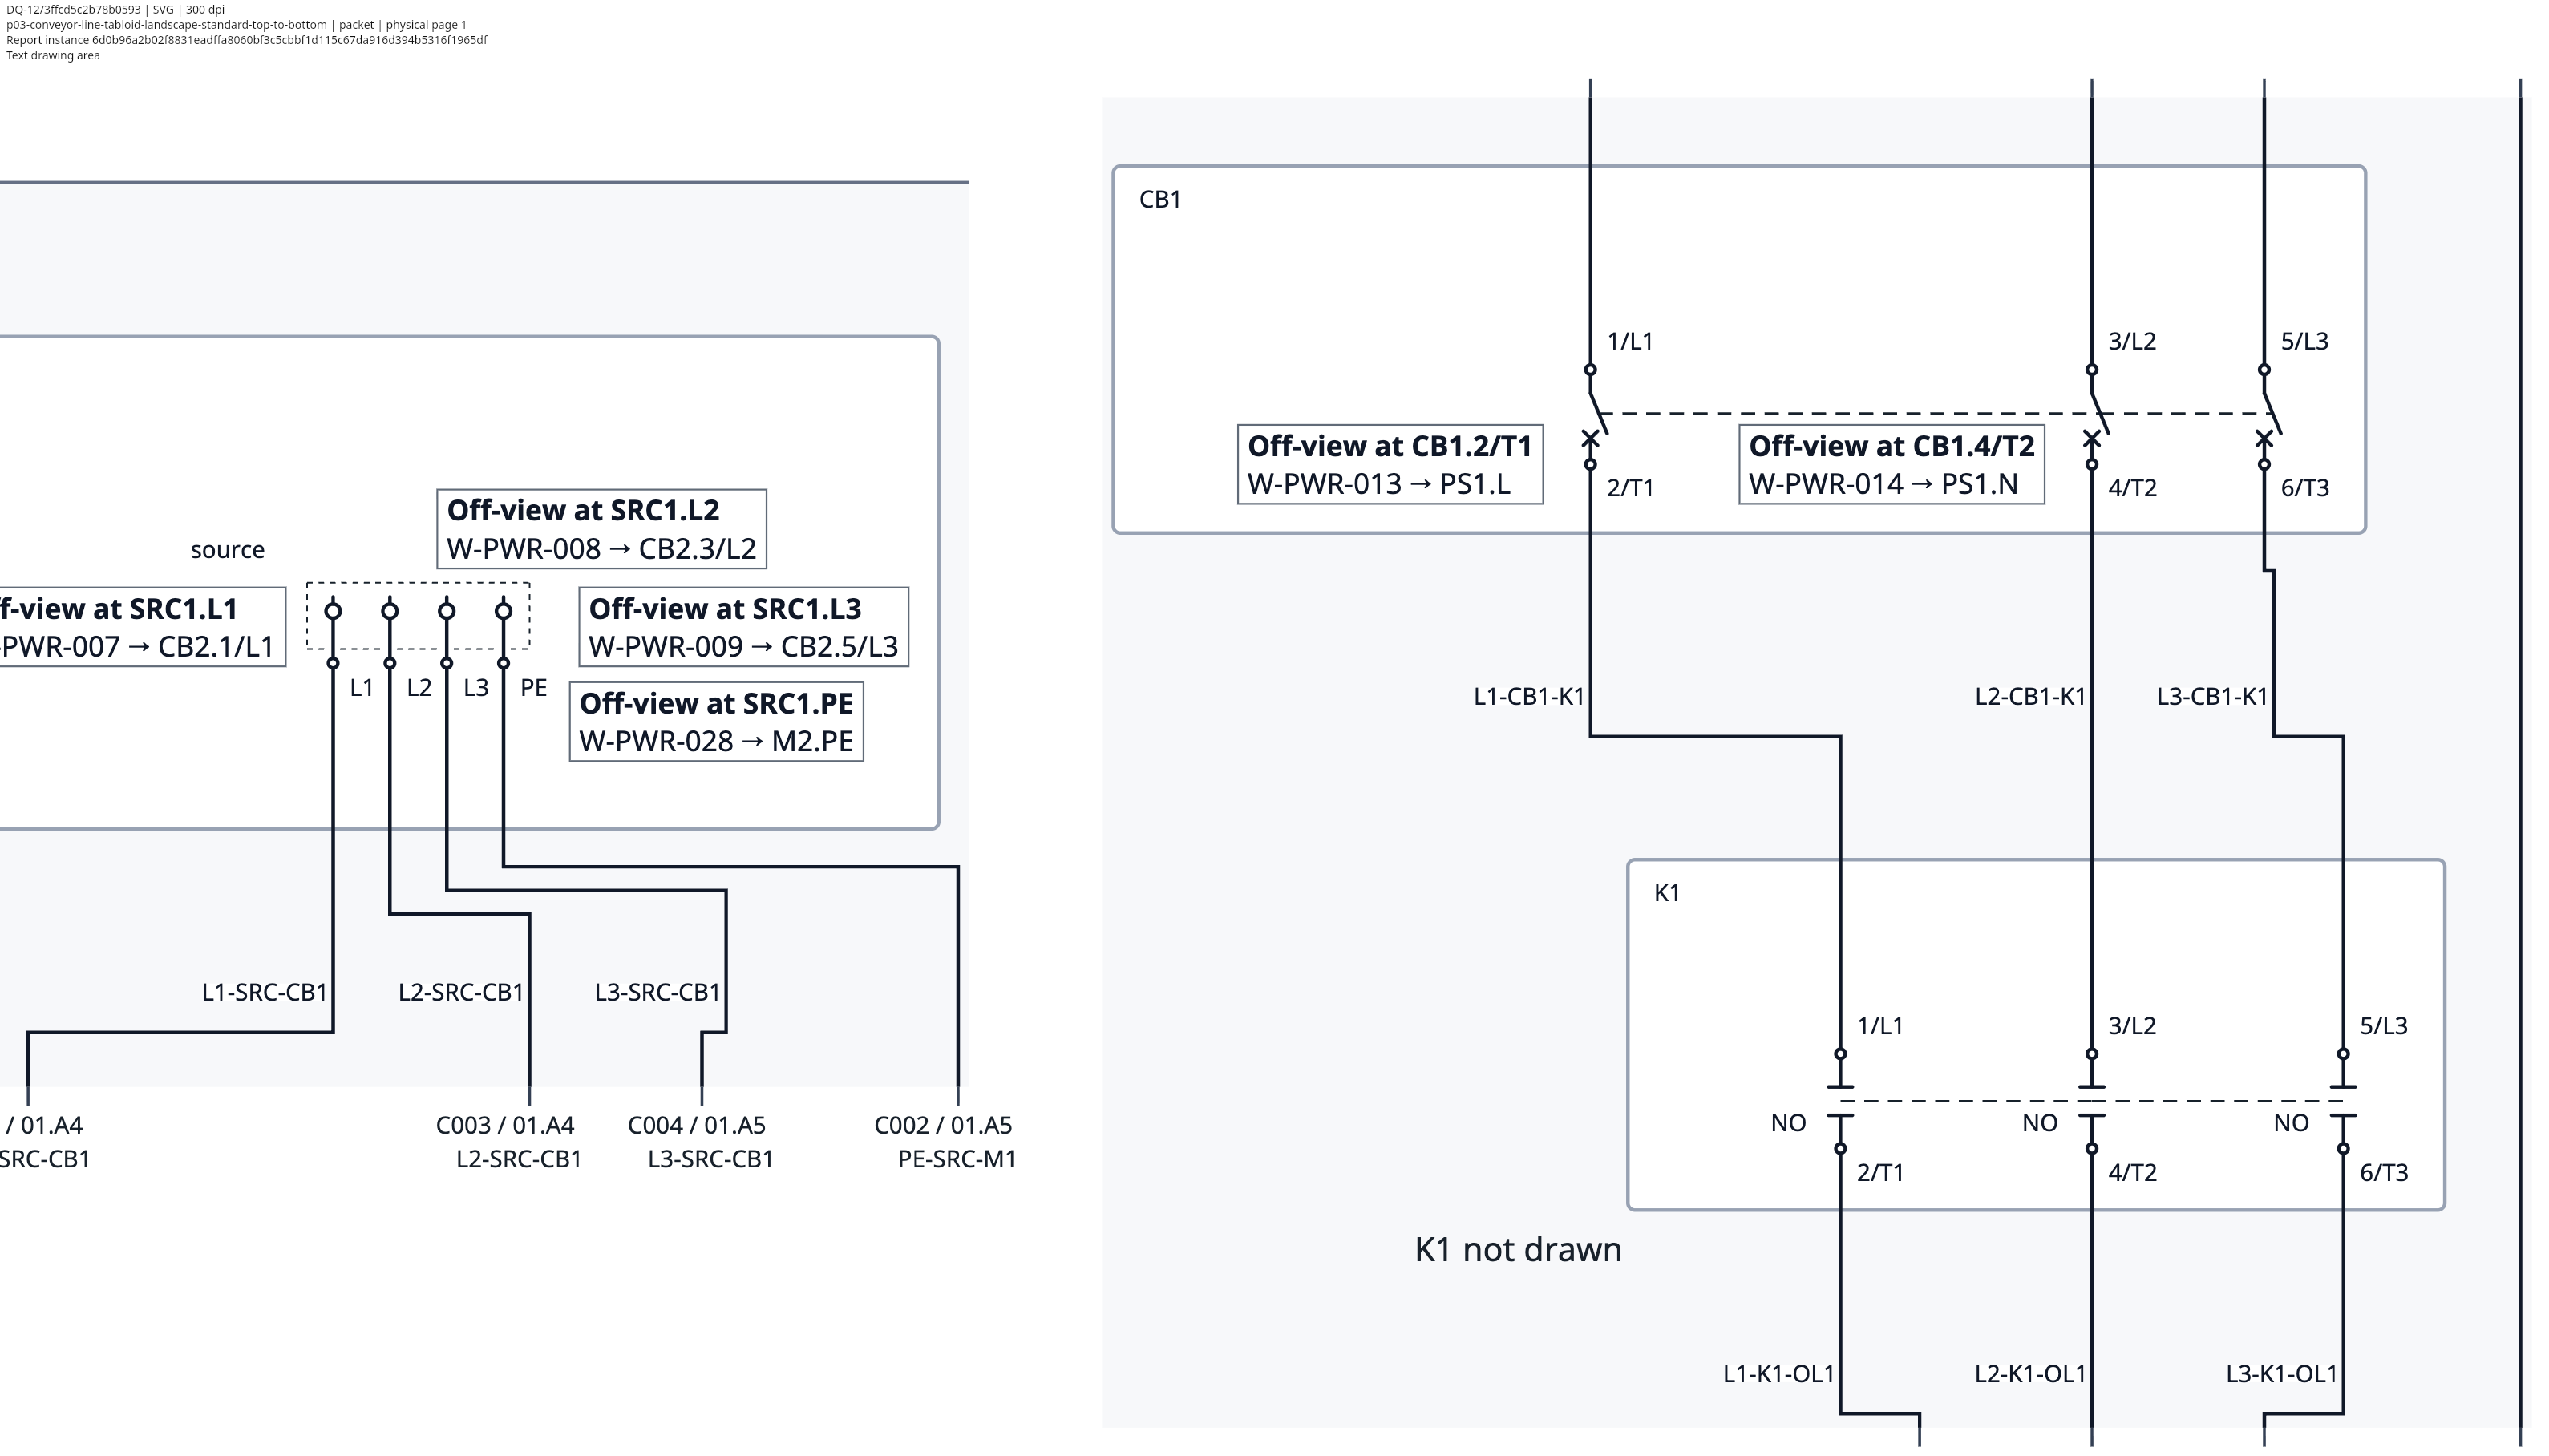 DQ-12/3ffcd5c2b78b0593 | SVG | 300 dpi
p03-conveyor-line-tabloid-landscape-standard-top-to-bottom | packet | physical page 1
Report instance 6d0b96a2b02f8831eadffa8060bf3c5cbbf1d115c67da916d394b5316f1965df
Text drawing area
source
Off-view at SRC1.L2
W-PWR-008 → CB2.3/L2
f-view at SRC1.L1
-PWR-007 → CB2.1/L1
Off-view at SRC1.L3
W-PWR-009 → CB2.5/L3
L1 L2 L3 PE
Off-view at SRC1.PE
W-PWR-028 → M2.PE
L1-SRC-CB1 L2-SRC-CB1 L3-SRC-CB1
/ 01.A4 C003 / 01.A4 C004 / 01.A5 C002 / 01.A5
SRC-CB1 L2-SRC-CB1 L3-SRC-CB1 PE-SRC-M1
CB1
1/L1 3/L2 5/L3
Off-view at CB1.2/T1
W-PWR-013 → PS1.L
Off-view at CB1.4/T2
W-PWR-014 → PS1.N
2/T1 4/T2 6/T3
L1-CB1-K1 L2-CB1-K1 L3-CB1-K1
K1
1/L1 3/L2 5/L3
NO NO NO
2/T1 4/T2 6/T3
K1 not drawn
L1-K1-OL1 L2-K1-OL1 L3-K1-OL1